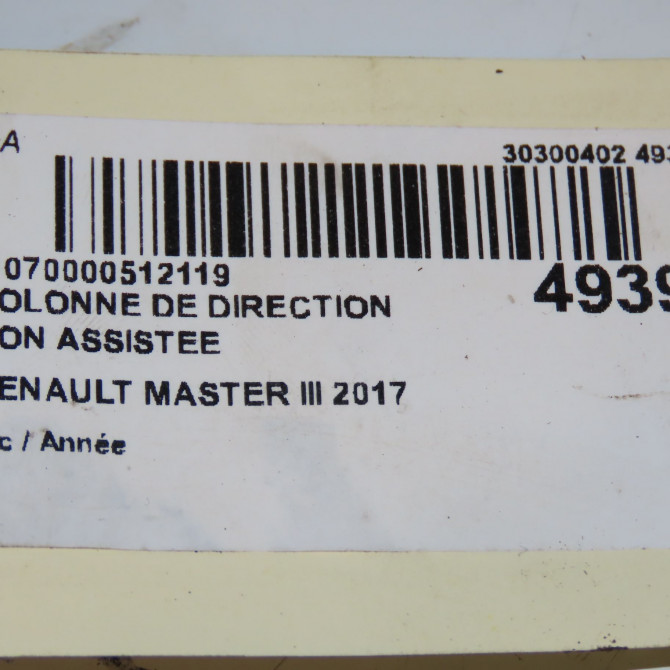 A
30300402 493
070000512119
4939
OLONNE DE DIRECTION
ON ASSISTEE
ENAULT MASTER III 2017
c / Année